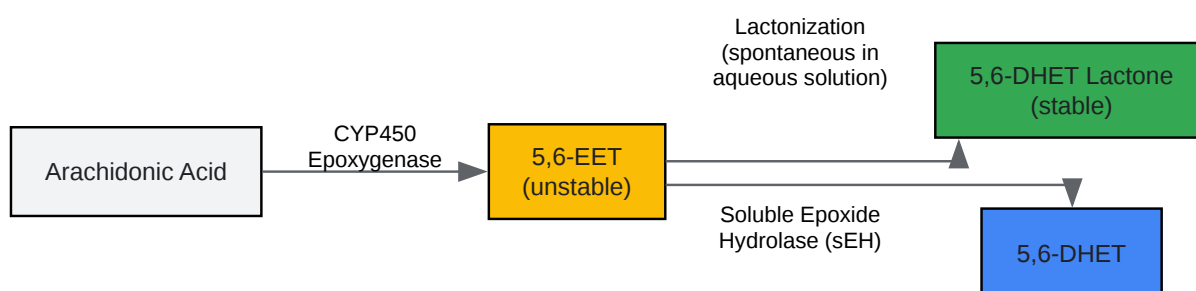 Arachidonic Acid
CYP450
Epoxygenase
5,6-EET
(unstable)
Lactonization
(spontaneous in
aqueous solution)
5,6-DHET Lactone
(stable)
Soluble Epoxide
Hydrolase (sEH)
5,6-DHET